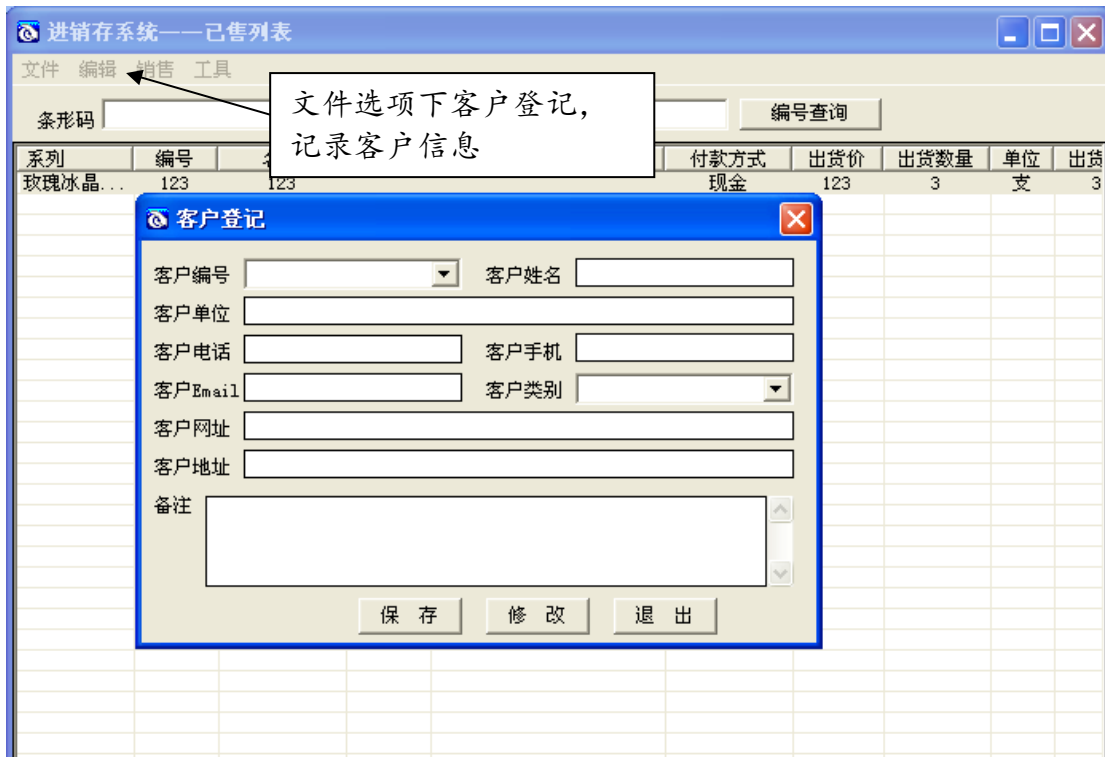 进销存系统——已售列表
文件 编辑 销售 工具
文件选项下客户登记，
记录客户信息
条形码 编号查询
系列 编号 付款方式 出货价 出货数量 单位 出货
玫瑰冰晶... 123 123 现金 123 3 支 3
客户登记
客户编号 客户姓名
客户单位
客户电话 客户手机
客户Email 客户类别
客户网址
客户地址
备注
保 存 修 改 退 出